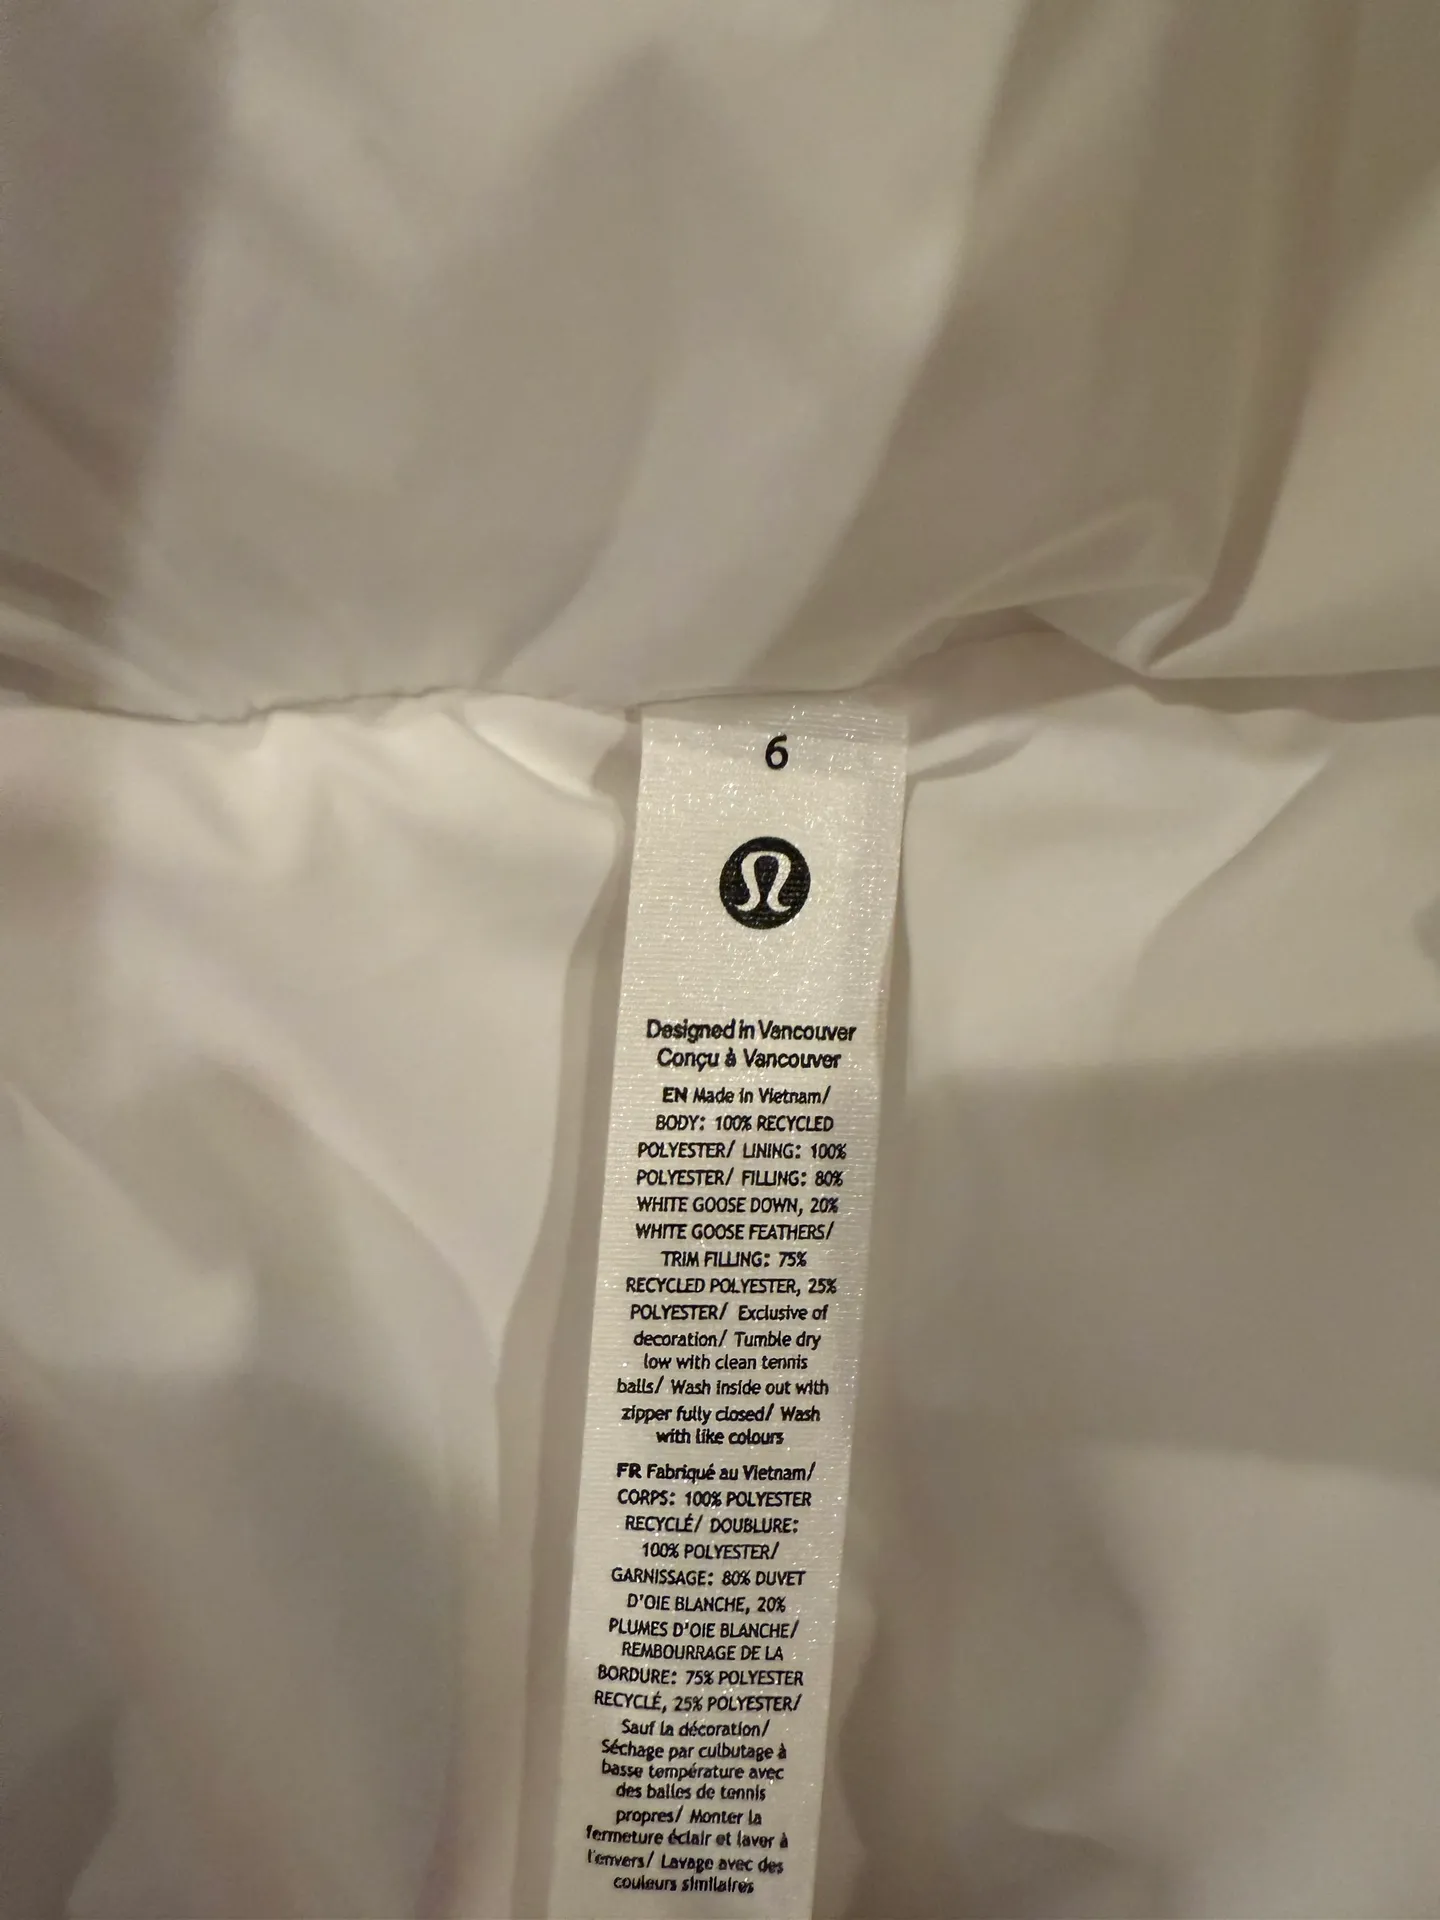 6
Designed in Vancouver
Conçu à Vancouver
EN Made in Vietnam/
BODY: 100% RECYCLED
POLYESTER/ LINING: 100%
POLYESTER/ FILLING: 80%
WHITE GOOSE DOWN, 20%
WHITE GOOSE FEATHERS/
TRIM FILLING: 75%
RECYCLED POLYESTER, 25%
POLYESTER/ Exclusive of
decoration/ Tumble dry
low with clean tennis
balls/ Wash inside out with
zipper fully closed/ Wash
with like colours
FR Fabriqué au Vietnam/
CORPS: 100% POLYESTER
RECYCLÉ/ DOUBLURE:
100% POLYESTER/
GARNISSAGE: 80% DUVET
D'OIE BLANCHE, 20%
PLUMES D'OIE BLANCHE/
REMBOURRAGE DE LA
BORDURE: 75% POLYESTER
RECYCLÉ, 25% POLYESTER/
Sauf la décoration/
Séchage par culbutage à
basse température avec
des balles de tennis
propres/ Monter la
fermeture éclair et laver à
l'envers/ Lavage avec des
couleurs similaires